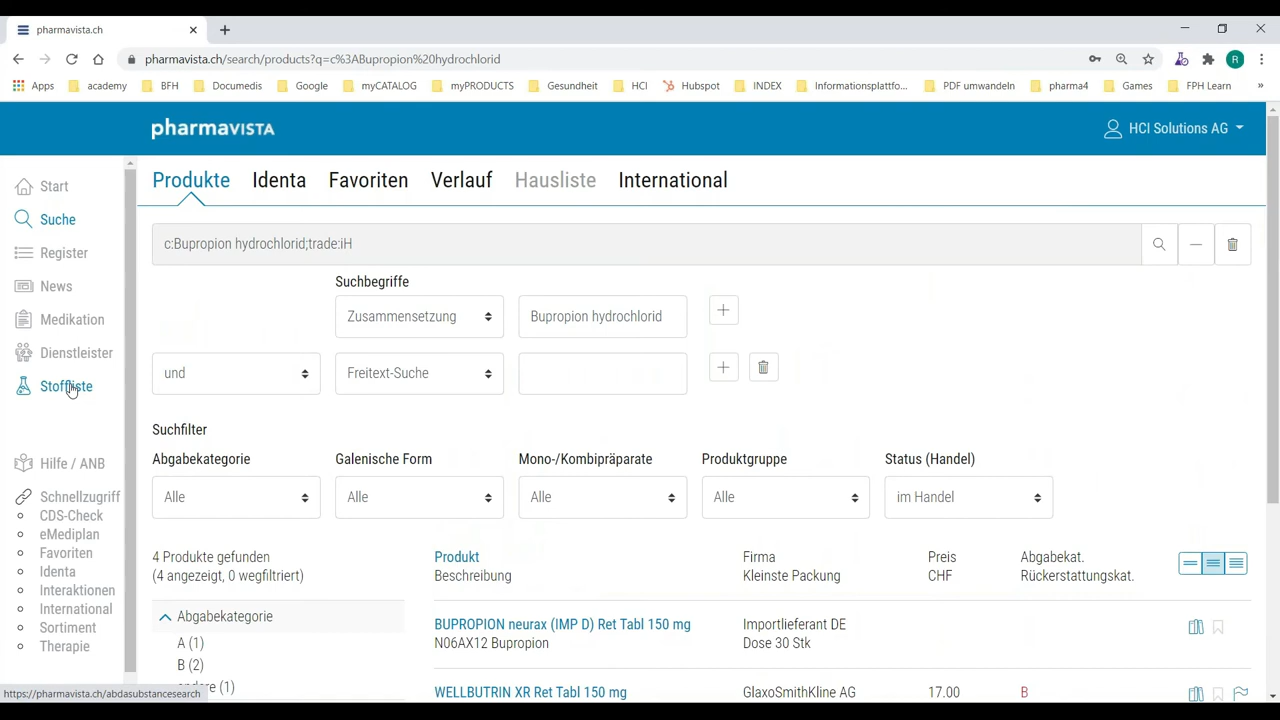 pharmavista.ch
pharmavista.ch/search/products?q=c%3ABupropion%20hydrochlorid
R
Apps academy BFH Documedis Google myCATALOG myPRODUCTS Gesundheit HCI Hubspot INDEX Informationsplattfo... PDF umwandeln pharma4 Games FPH Learn »
pharmaVISTA
HCI Solutions AG
Start
Suche
Register
News
Medikation
Dienstleister
Stoffliste
Hilfe / ANB
Schnellzugriff
CDS-Check
eMediplan
Favoriten
Identa
Interaktionen
International
Sortiment
Therapie
https://pharmavista.ch/abdasubstancesearch
Produkte Identa Favoriten Verlauf Hausliste International
c:Bupropion hydrochlorid;trade:iH
Suchbegriffe
Zusammensetzung Bupropion hydrochlorid
und Freitext-Suche
Suchfilter
Abgabekategorie Galenische Form Mono-/Kombipräparate Produktgruppe Status (Handel)
Alle Alle Alle Alle im Handel
4 Produkte gefunden
(4 angezeigt, 0 wegfiltriert)
Abgabekategorie
A (1)
B (2)
andere (1)
Produkt Firma Preis Abgabekat.
Beschreibung Kleinste Packung CHF Rückerstattungskat.
BUPROPION neurax (IMP D) Ret Tabl 150 mg Importlieferant DE
N06AX12 Bupropion Dose 30 Stk
WELLBUTRIN XR Ret Tabl 150 mg GlaxoSmithKline AG 17.00 B